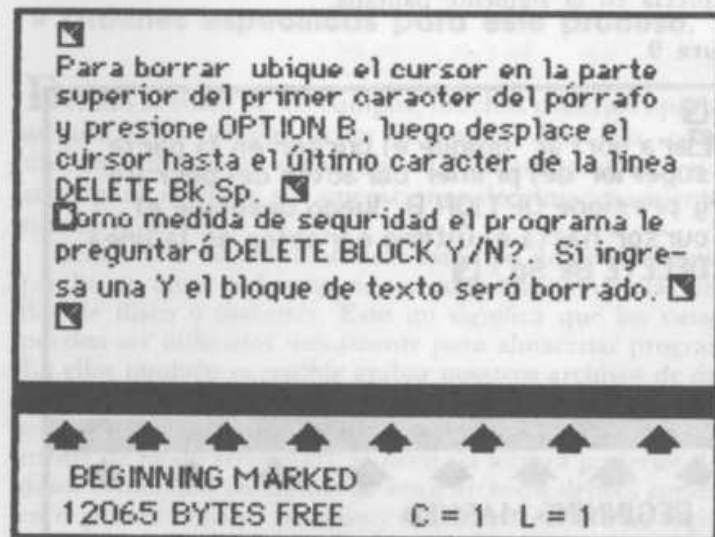 Para borrar ubique el cursor en la parte
superior del primer caracter del párrafo
y presione OPTION B, luego desplace el
cursor hasta el último caracter de la linea
DELETE Bk Sp.
Como medida de seguridad el programa le
preguntará DELETE BLOCK Y/N?. Si ingre-
sa una Y el bloque de texto será borrado.
BEGINNING MARKED
12065 BYTES FREE C = 1 L = 1